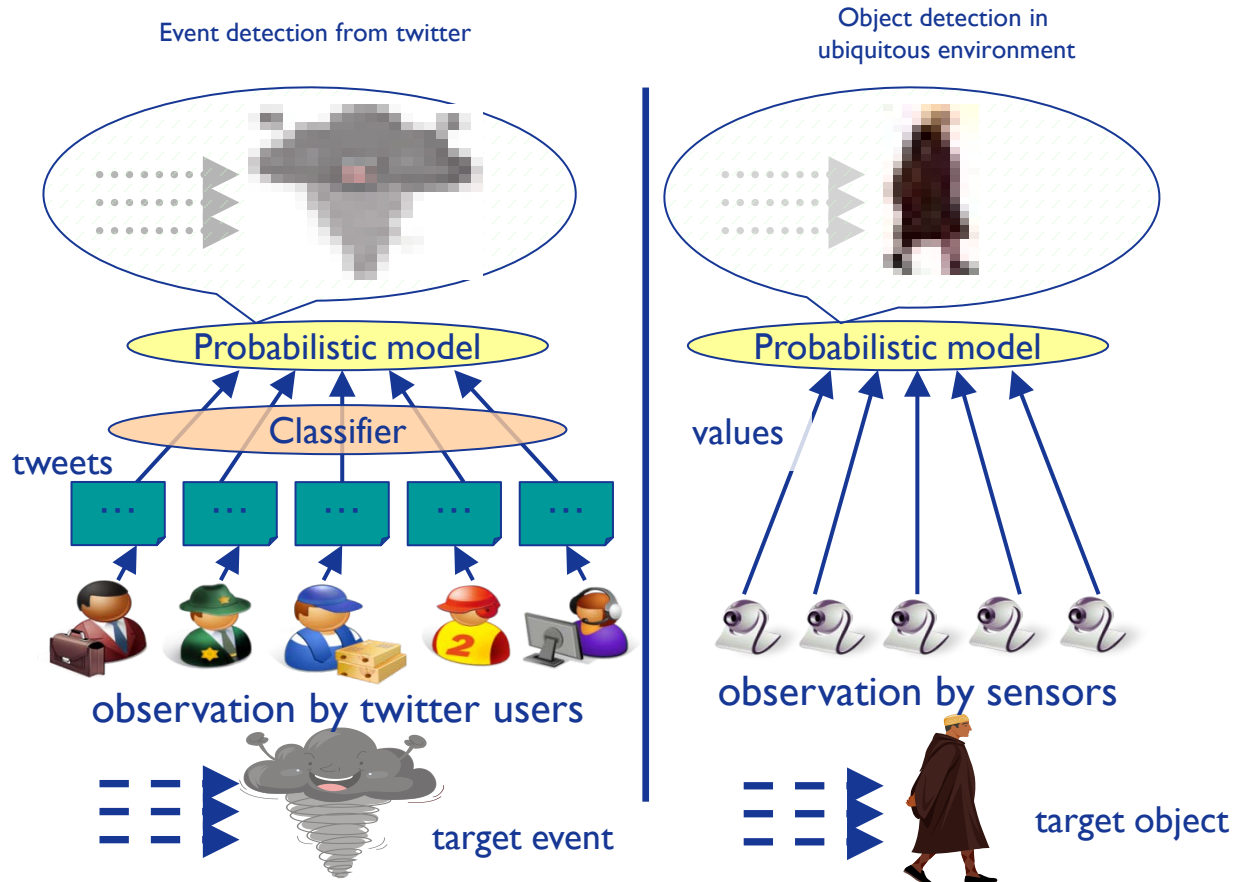 Event detection from twitter
Object detection in
ubiquitous environment
Probabilistic model
Classifier
tweets
...
...
...
...
...
2
observation by twitter users
target event
Probabilistic model
values
observation by sensors
target object